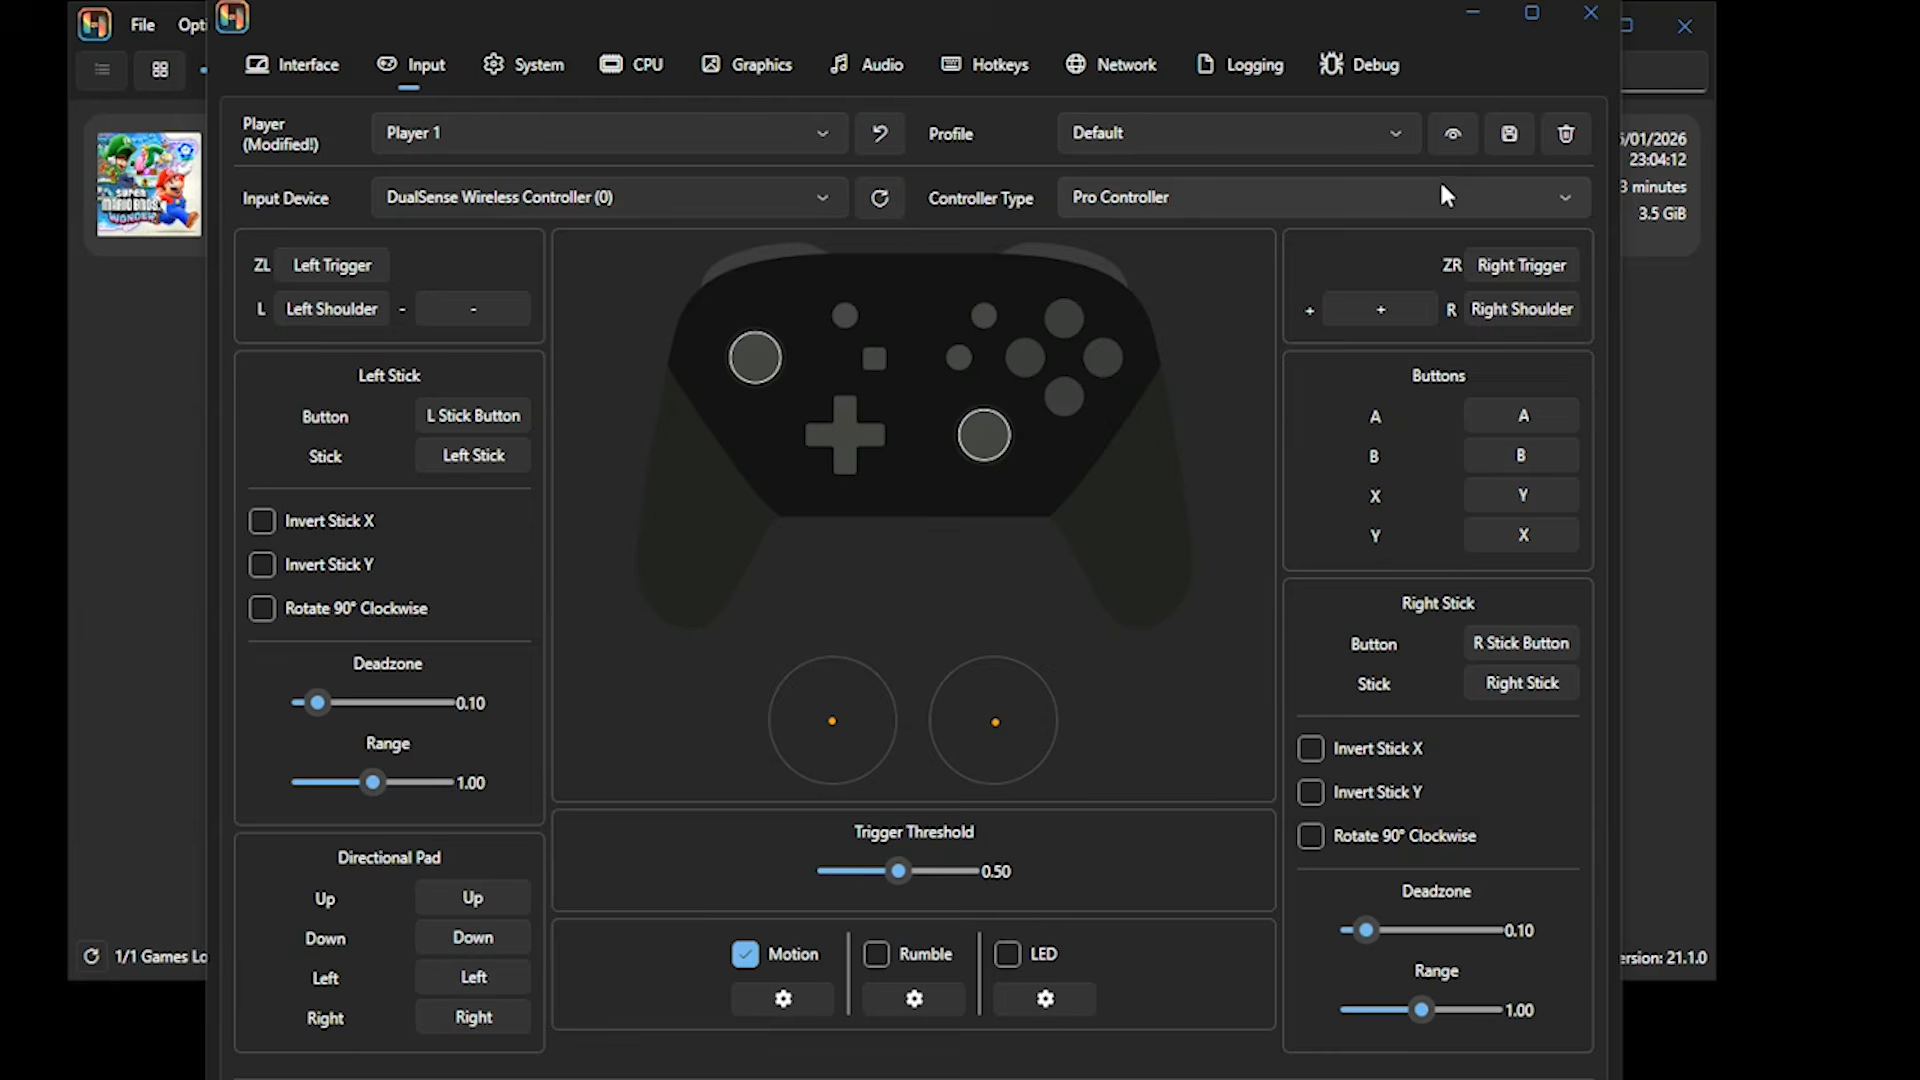 File Opti
Interface Input System CPU Graphics Audio Hotkeys Network Logging Debug
Player (Modified!) Player 1 Profile Default
Input Device DualSense Wireless Controller (0) Controller Type Pro Controller
SUPER MARIO BROS. WONDER
5/01/2026
23:04:12
3 minutes
3.5 GiB
ZL Left Trigger
L Left Shoulder - -
ZR Right Trigger
+ + R Right Shoulder
Left Stick
Button L Stick Button
Stick Left Stick
Invert Stick X
Invert Stick Y
Rotate 90° Clockwise
Deadzone
0.10
Range
1.00
Directional Pad
Up Up
Down Down
Left Left
Right Right
Trigger Threshold
0.50
Motion Rumble LED
Buttons
A A
B B
X Y
Y X
Right Stick
Button R Stick Button
Stick Right Stick
Invert Stick X
Invert Stick Y
Rotate 90° Clockwise
Deadzone
0.10
Range
1.00
1/1 Games Lo
ersion: 21.1.0